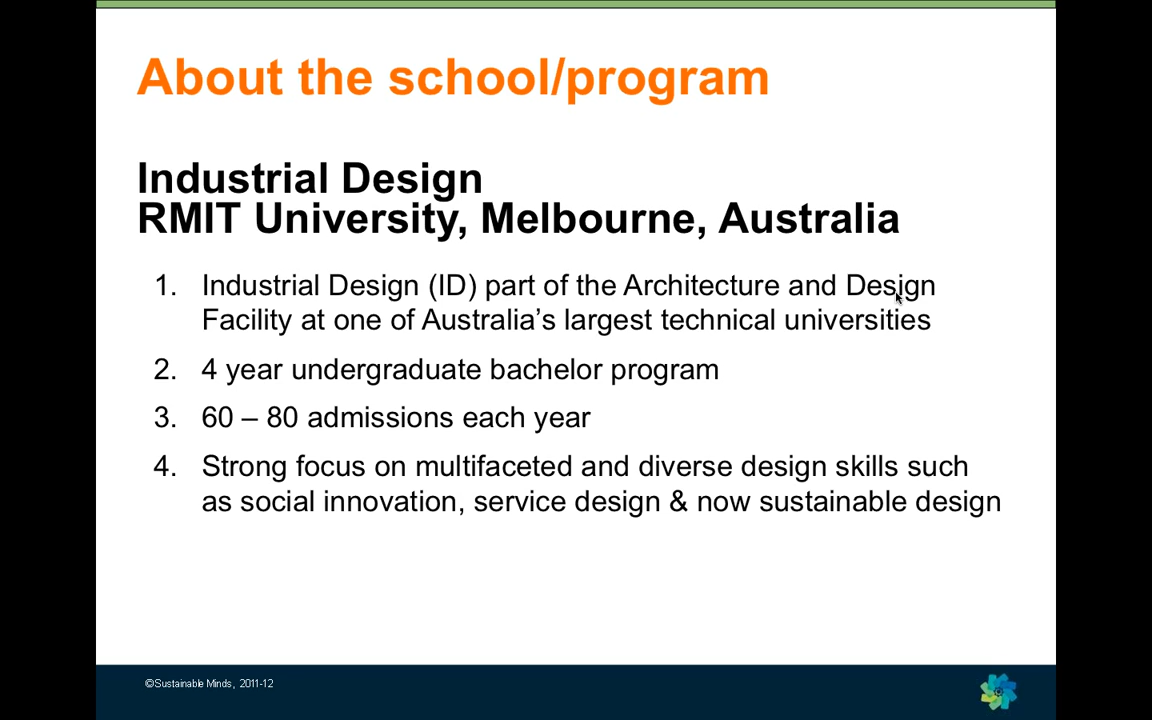 About the school/program
Industrial Design
RMIT University, Melbourne, Australia
1. Industrial Design (ID) part of the Architecture and Design
Facility at one of Australia’s largest technical universities
2. 4 year undergraduate bachelor program
3. 60 – 80 admissions each year
4. Strong focus on multifaceted and diverse design skills such
as social innovation, service design & now sustainable design
©Sustainable Minds, 2011-12